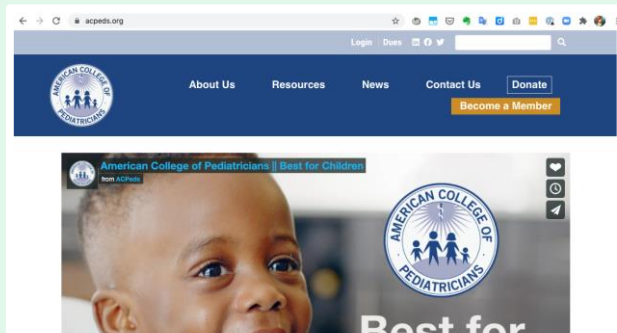 acpeds.org
Login Dues
AMERICAN COLLEGE OF PEDIATRICIANS
About Us Resources News Contact Us Donate
Become a Member
American College of Pediatricians || Best for Children
from ACPeds
AMERICAN COLLEGE OF PEDIATRICIANS
Best for